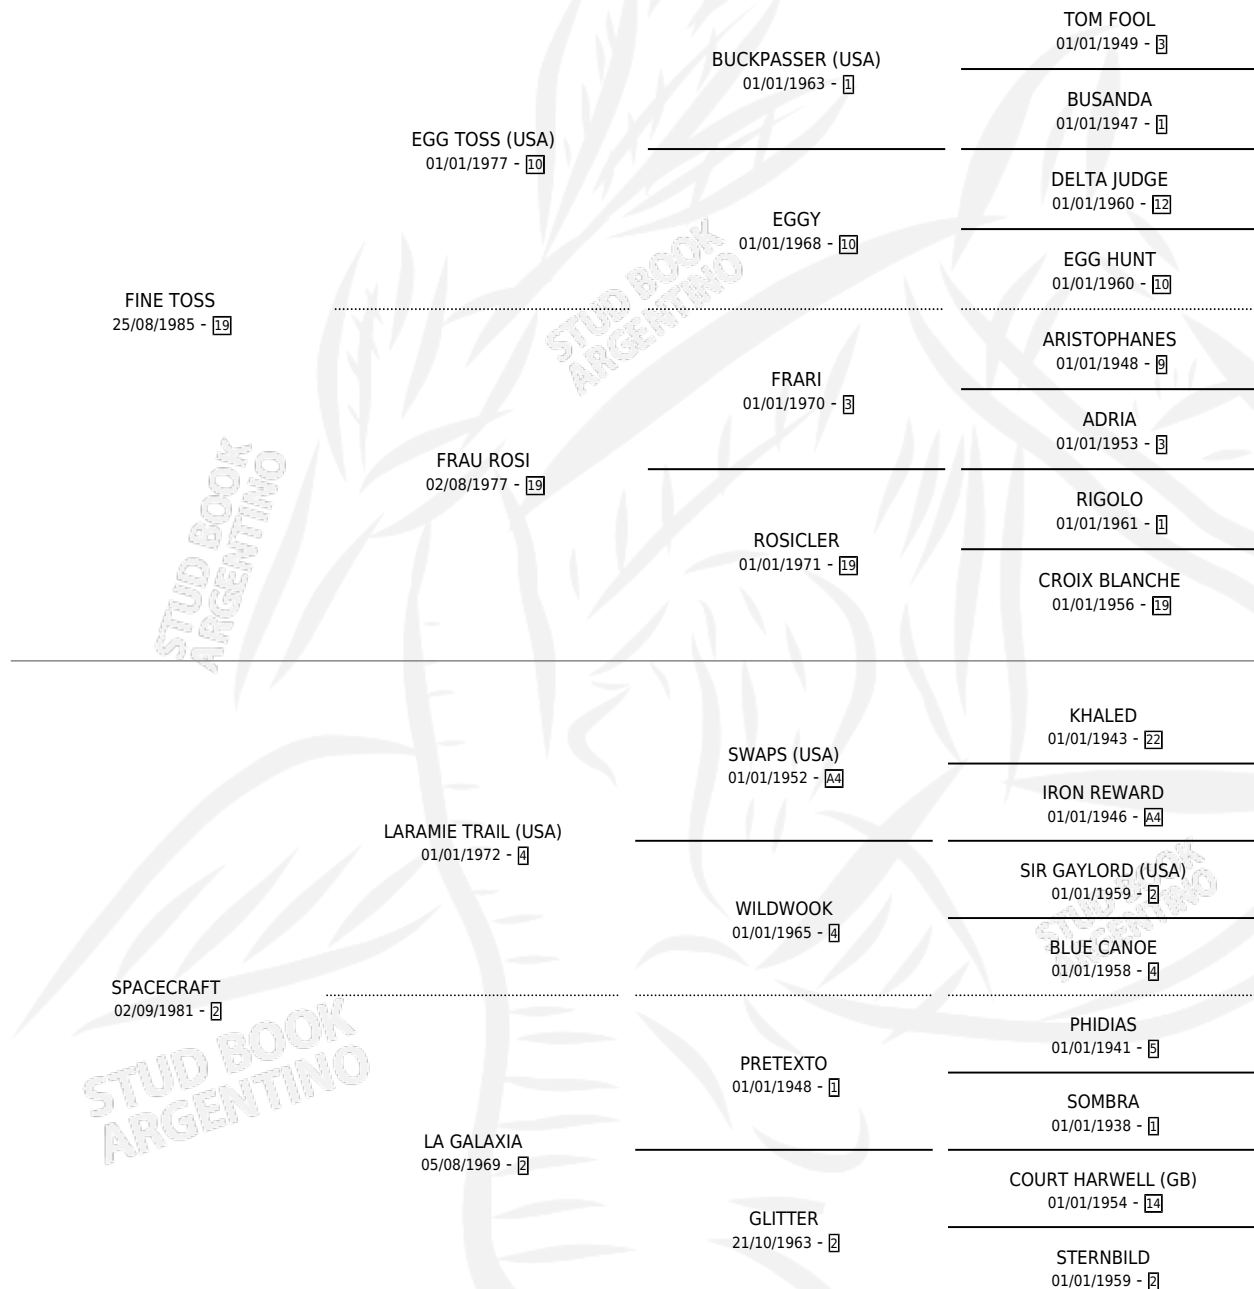 TOM FOOL
01/01/1949 - 3
BUCKPASSER (USA)
01/01/1963 - 1
BUSANDA
01/01/1947 - 1
EGG TOSS (USA)
01/01/1977 - 10
DELTA JUDGE
01/01/1960 - 12
EGGY
01/01/1968 - 10
EGG HUNT
01/01/1960 - 10
FINE TOSS
25/08/1985 - 19
STUD BOOK
ARGENTINO
ARISTOPHANES
01/01/1948 - 9
FRARI
01/01/1970 - 3
ADRIA
01/01/1953 - 3
FRAU ROSI
02/08/1977 - 19
RIGOLO
01/01/1961 - 1
ROSICLER
01/01/1971 - 19
CROIX BLANCHE
01/01/1956 - 19
STUD BOOK
ARGENTINO
KHALED
01/01/1943 - 22
SWAPS (USA)
01/01/1952 - A4
IRON REWARD
01/01/1946 - A4
LARAMIE TRAIL (USA)
01/01/1972 - 4
SIR GAYLORD (USA)
01/01/1959 - 2
WILDWOOK
01/01/1965 - 4
STUD BOOK
ARGENTINO
BLUE CANOE
01/01/1958 - 4
SPACECRAFT
02/09/1981 - 2
STUD BOOK
ARGENTINO
PHIDIAS
01/01/1941 - 5
PRETEXTO
01/01/1948 - 1
SOMBRA
01/01/1938 - 1
LA GALAXIA
05/08/1969 - 2
COURT HARWELL (GB)
01/01/1954 - 14
GLITTER
21/10/1963 - 2
STERNBILD
01/01/1959 - 2